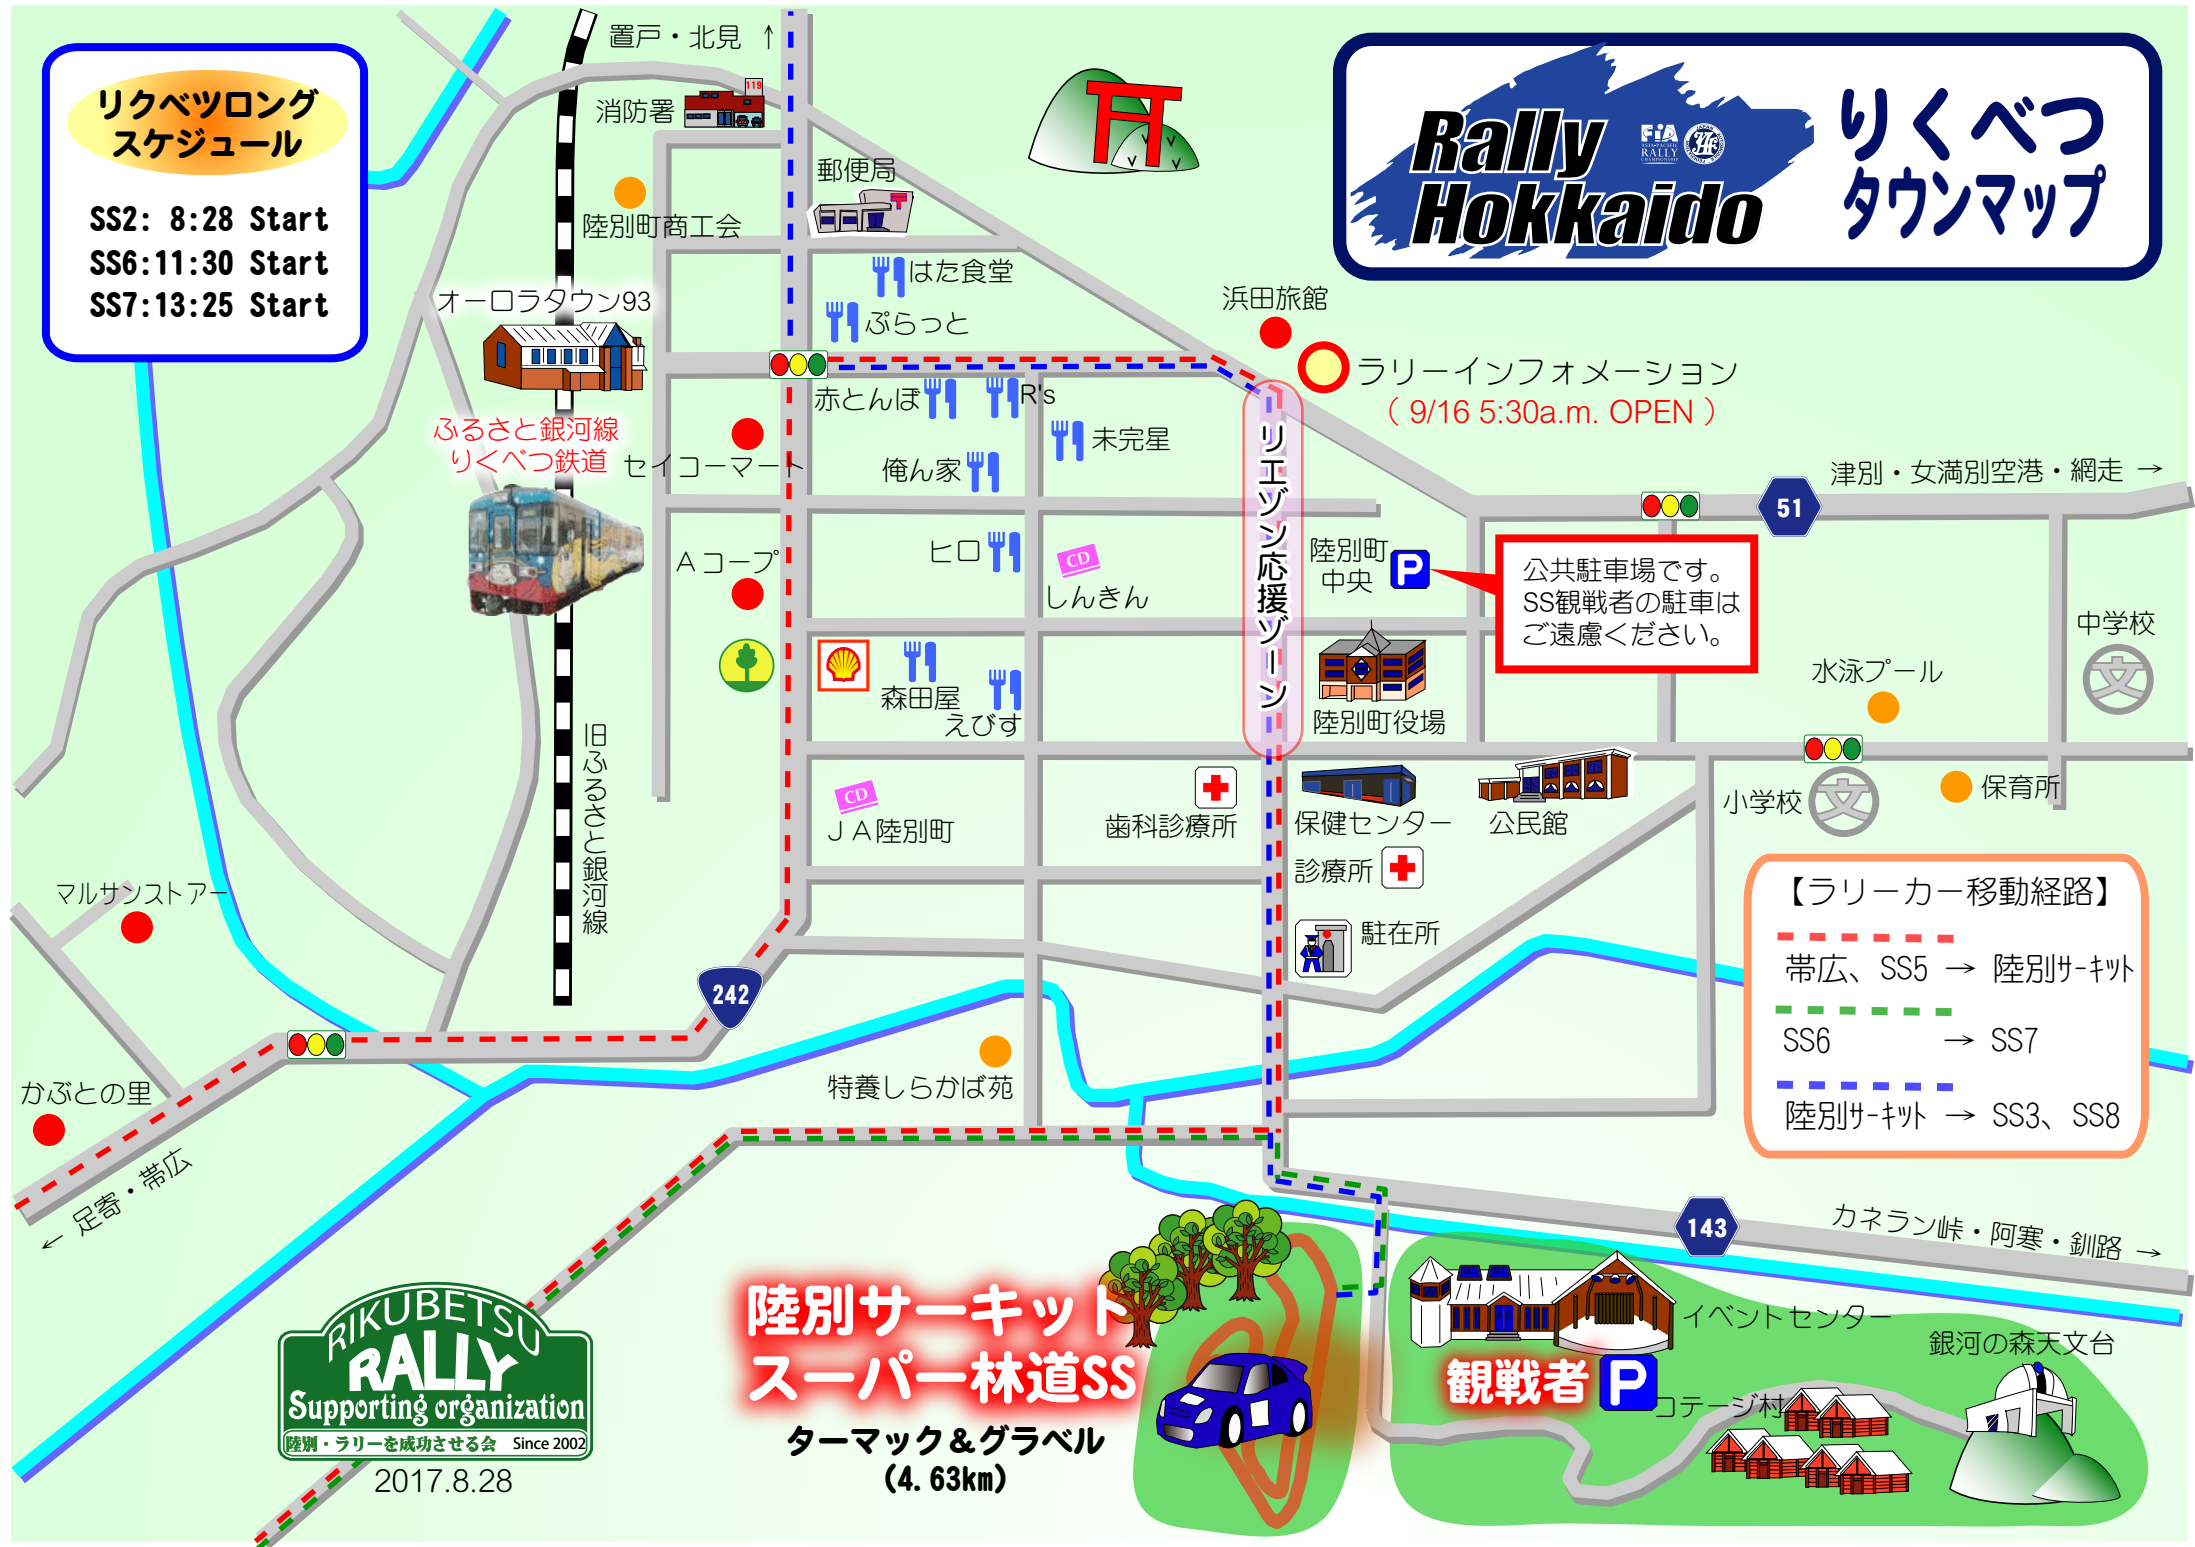 リクベツロング
スケジュール
SS2: 8:28 Start
SS6:11:30 Start
SS7:13:25 Start
置戸・北見 ↑
消防署
119
郵便局
陸別町商工会
はた食堂
ぷらっと
オーロラタウン93
ふるさと銀河線
りくべつ鉄道
赤とんぼ
R's
未完星
セイコーマート
俺ん家
Aコープ
ヒロ
CD
しんきん
森田屋
えびす
旧ふるさと銀河線
CD
JA陸別町
マルサンストアー
242
かぶとの里
← 足寄・帯広
特養しらかば苑
Rally
Hokkaido
FiA
ASIA-PACIFIC
RALLY
CHAMPIONSHIP
りくべつ
タウンマップ
浜田旅館
ラリーインフォメーション
( 9/16 5:30a.m. OPEN )
リエゾン応援ゾーン
津別・女満別空港・網走 →
51
陸別町
中央
P
公共駐車場です。
SS観戦者の駐車は
ご遠慮ください。
陸別町役場
中学校
文
水泳プール
小学校
文
保育所
歯科診療所
保健センター
公民館
診療所
駐在所
【ラリーカー移動経路】
帯広、SS5 → 陸別ｻｰｷｯﾄ
SS6 → SS7
陸別ｻｰｷｯﾄ → SS3、SS8
143
カネラン峠・阿寒・釧路 →
陸別サーキット
スーパー林道SS
ターマック＆グラベル
(4.63km)
イベントセンター
観戦者 P
コテージ村
銀河の森天文台
RIKUBETSU
RALLY
Supporting organization
陸別・ラリーを成功させる会 Since 2002
2017.8.28